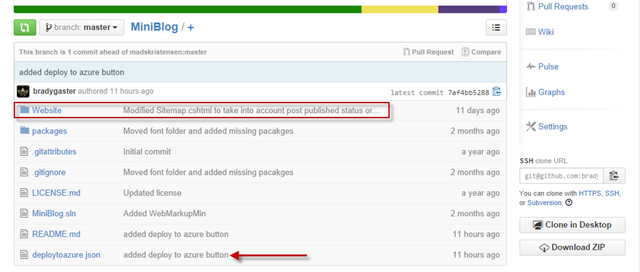 branch: master MiniBlog / +
This branch is 1 commit ahead of madskristensen:master Pull Request Compare
added deploy to azure button
bradygaster authored 11 hours ago latest commit 7af4bb5288
Website Modified Sitemap.cshtml to take into account post published status or… 11 days ago
packages Moved font folder and added missing pacakges 2 months ago
.gitattributes Initial commit a year ago
.gitignore Moved font folder and added missing pacakges 2 months ago
LICENSE.md Updated license a year ago
MiniBlog.sln Added WebMarkupMin 2 months ago
README.md added deploy to azure button 11 hours ago
deploytoazure.json added deploy to azure button 11 hours ago
Pull Requests 0
Wiki
Pulse
Graphs
Settings
SSH clone URL
git@github.com:brady
You can clone with HTTPS, SSH,
or Subversion.
Clone in Desktop
Download ZIP